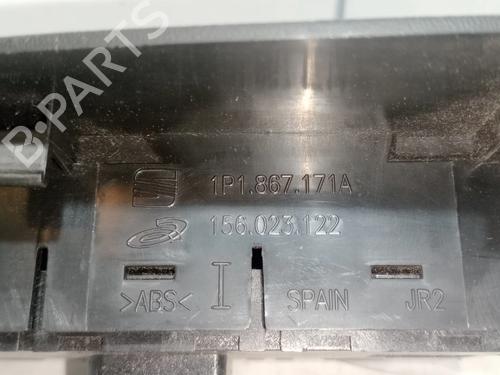 B-PARTS
1P1.867.171A
156.023.122
>ABS< I SPAIN JR2